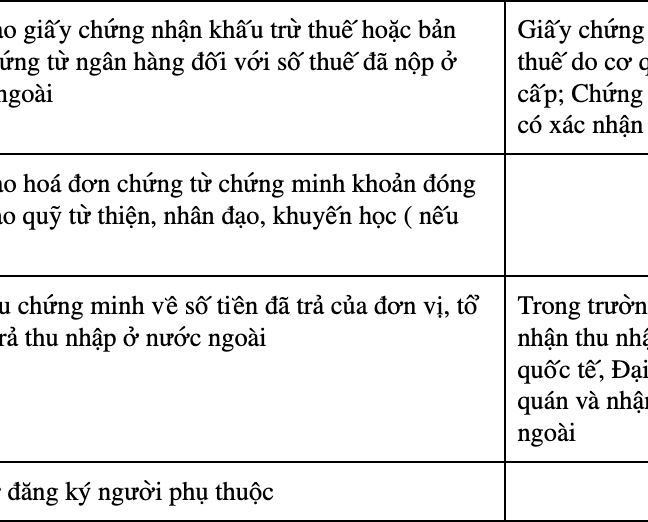 ao giấy chứng nhận khấu trừ thuế hoặc bản
ứng từ ngân hàng đối với số thuế đã nộp ở
ngoài
Giấy chứng
thuế do cơ q
cấp; Chứng
có xác nhận
ao hoá đơn chứng từ chứng minh khoản đóng
ao quỹ từ thiện, nhân đạo, khuyến học ( nếu
u chứng minh về số tiền đã trả của đơn vị, tổ
rả thu nhập ở nước ngoài
Trong trườn
nhận thu nhậ
quốc tế, Đại
quán và nhận
ngoài
đăng ký người phụ thuộc